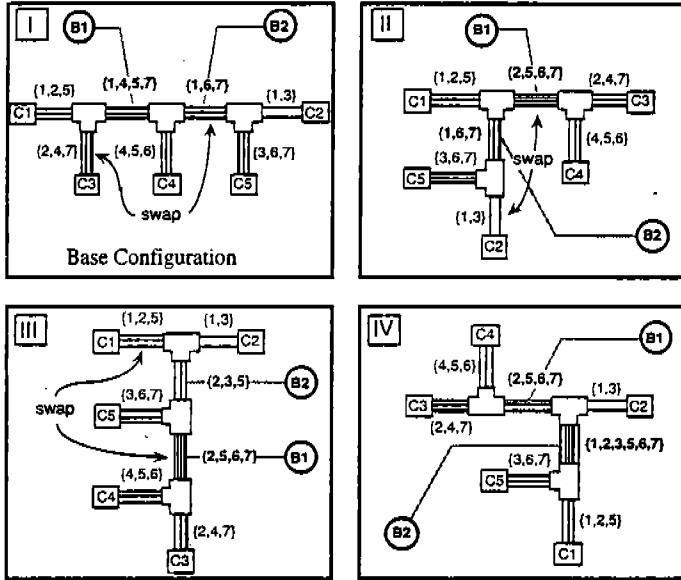 I
B1
B2
{1,2,5}
{1,4,5,7}
{1,6,7}
{1,3}
C1
C2
{2,4,7}
{4,5,6}
{3,6,7}
C3
C4
C5
swap
Base Configuration
II
B1
{1,2,5}
{2,5,6,7}
{2,4,7}
C1
C3
{1,6,7}
{4,5,6}
{3,6,7}
swap
C5
C4
{1,3}
B2
C2
III
{1,2,5}
{1,3}
C1
C2
{2,3,5}
B2
{3,6,7}
swap
C5
{2,5,6,7}
B1
{4,5,6}
C4
{2,4,7}
C3
IV
C4
B1
{4,5,6}
{2,5,6,7}
{1,3}
C3
C2
{2,4,7}
{1,2,3,5,6,7}
{3,6,7}
C5
B2
{1,2,5}
C1